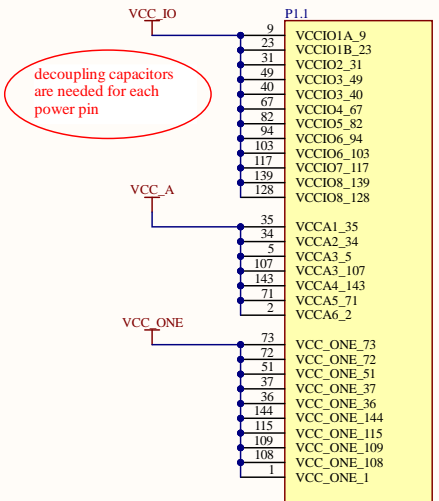 VCC_IO
P1.1
9 VCCIO1A_9
23 VCCIO1B_23
31 VCCIO2_31
49 VCCIO3_49
40 VCCIO3_40
67 VCCIO4_67
82 VCCIO5_82
94 VCCIO6_94
103 VCCIO6_103
117 VCCIO7_117
139 VCCIO8_139
128 VCCIO8_128
decoupling capacitors
are needed for each
power pin
VCC_A
35 VCCA1_35
34 VCCA2_34
5 VCCA3_5
107 VCCA3_107
143 VCCA4_143
71 VCCA5_71
2 VCCA6_2
VCC_ONE
73 VCC_ONE_73
72 VCC_ONE_72
51 VCC_ONE_51
37 VCC_ONE_37
36 VCC_ONE_36
144 VCC_ONE_144
115 VCC_ONE_115
109 VCC_ONE_109
108 VCC_ONE_108
1 VCC_ONE_1